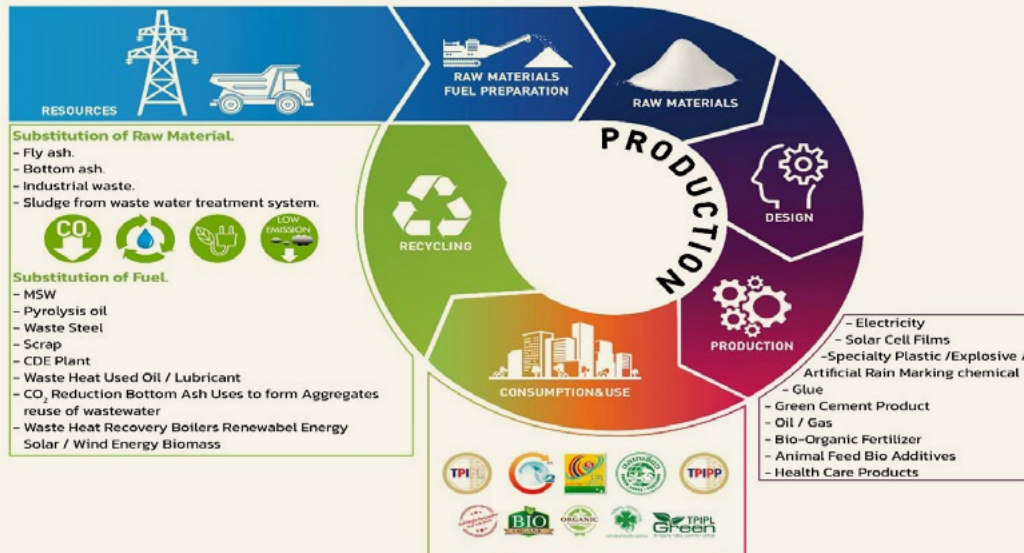 RESOURCES
RAW MATERIALS
FUEL PREPARATION
RAW MATERIALS
PRODUCTION
DESIGN
PRODUCTION
CONSUMPTION&USE
RECYCLING
Substitution of Raw Material.
- Fly ash.
- Bottom ash.
- Industrial waste.
- Sludge from waste water treatment system.
CO2
LOW
EMISSION
Substitution of Fuel.
- MSW
- Pyrolysis oil
- Waste Steel
- Scrap
- CDE Plant
- Waste Heat Used Oil / Lubricant
- CO2 Reduction Bottom Ash Uses to form Aggregates
reuse of wastewater
- Waste Heat Recovery Boilers Renewabel Energy
Solar / Wind Energy Biomass
- Electricity
- Solar Cell Films
-Specialty Plastic /Explosive
Artificial Rain Marking chemical
- Glue
- Green Cement Product
- Oil / Gas
- Bio-Organic Fertilizer
- Animal Feed Bio Additives
- Health Care Products
TPIPL
TPIPP
BIO
ORGANIC
ORGANIC
TPIPL
Green